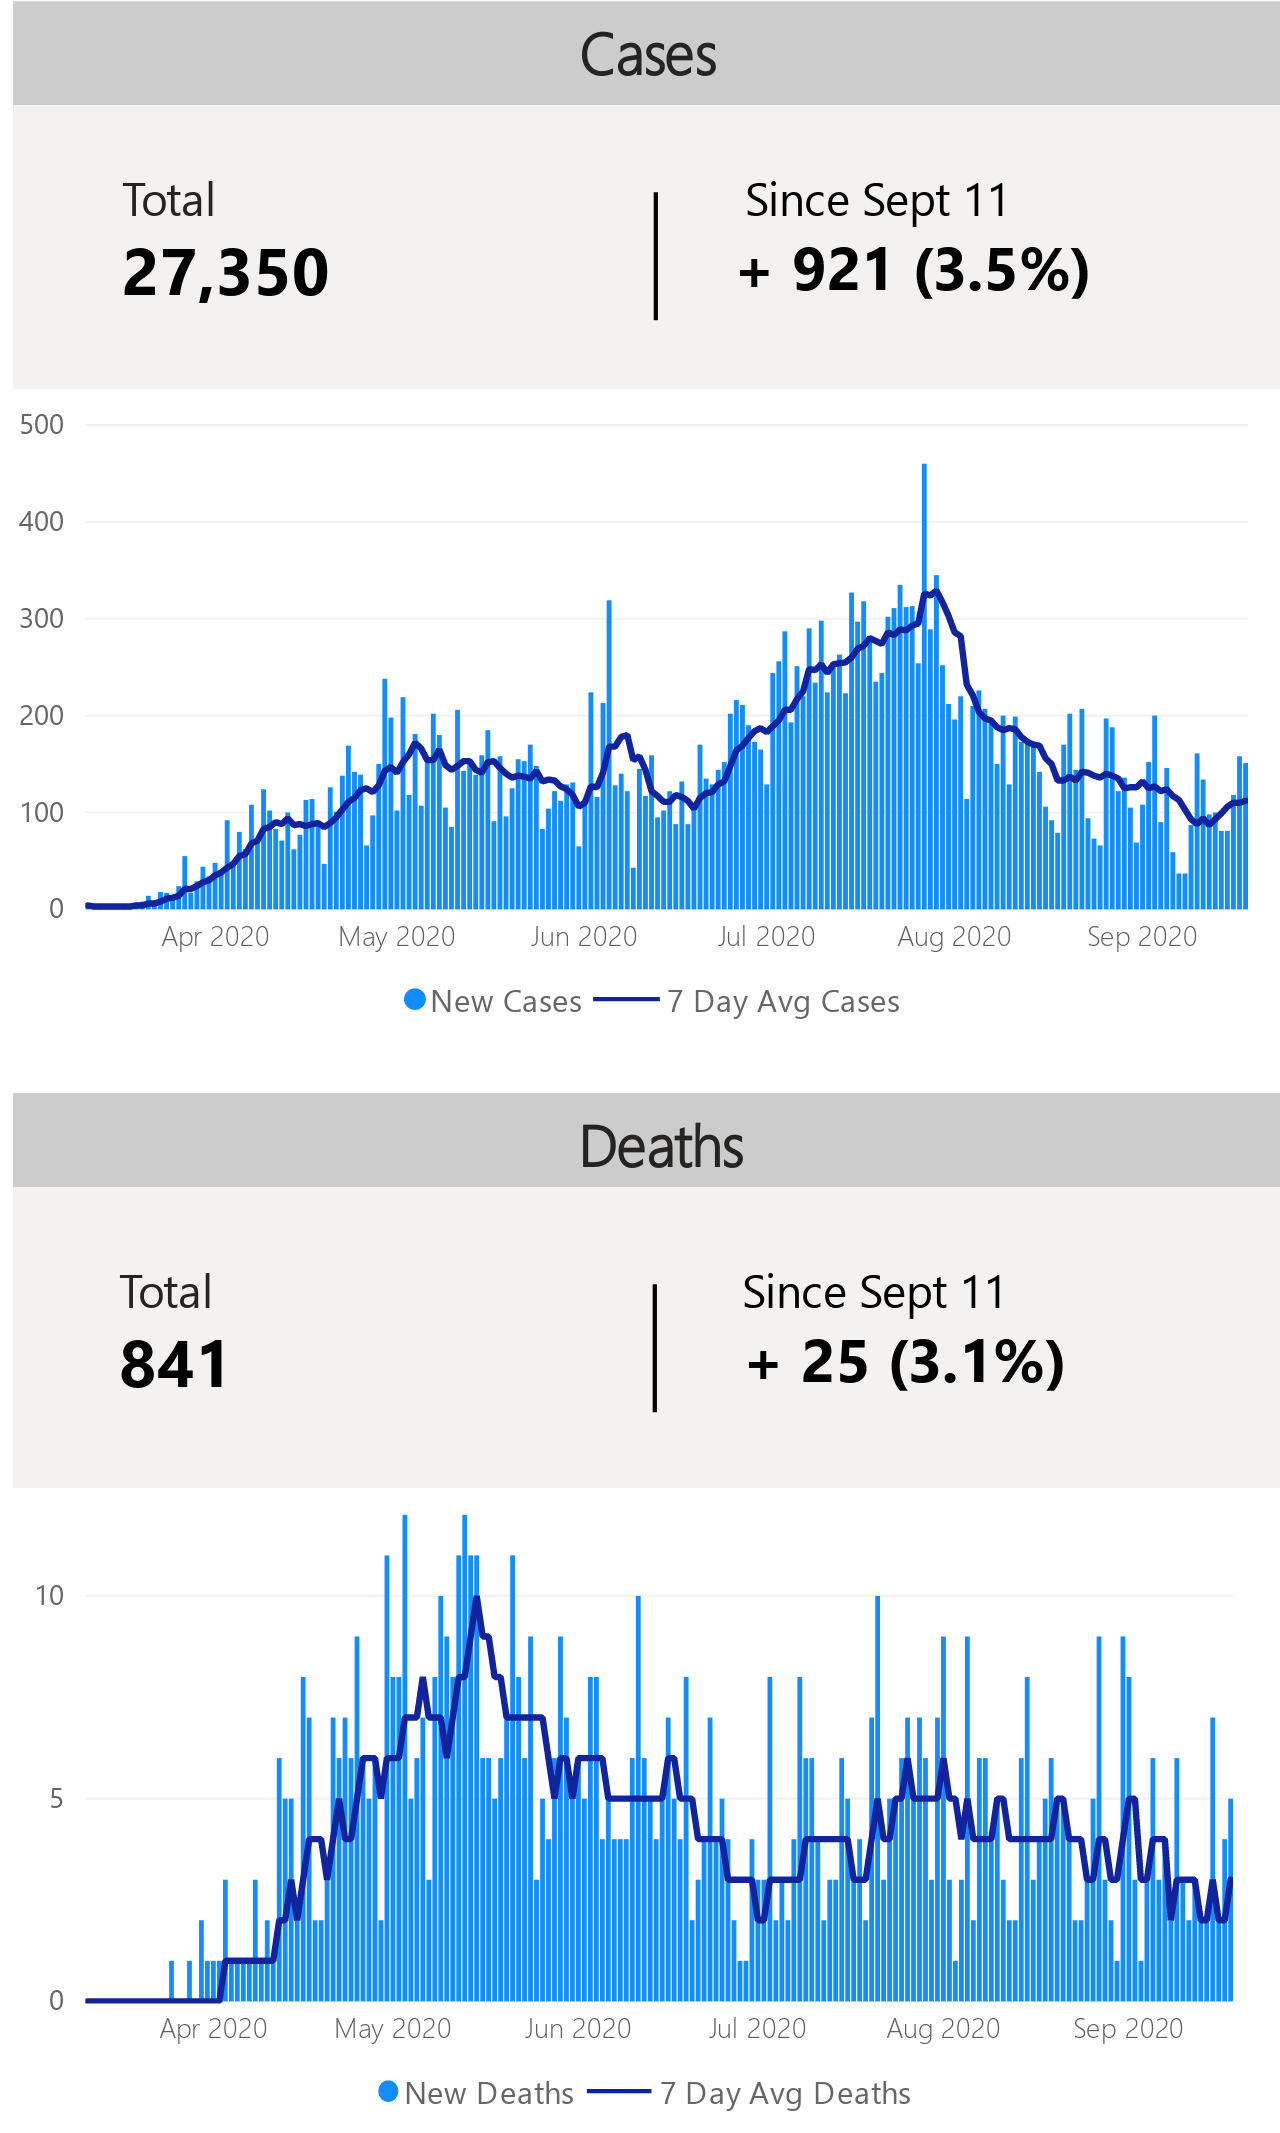 Cases
Total
Since Sept 11
27,350
+ 921 (3.5%)
500
400
300
200
100
0
Apr 2020 May 2020 Jun 2020 Jul 2020 Aug 2020 Sep 2020
New Cases 7 Day Avg Cases
Deaths
Total
Since Sept 11
841
+ 25 (3.1%)
10
5
0
Apr 2020 May 2020 Jun 2020 Jul 2020 Aug 2020 Sep 2020
New Deaths 7 Day Avg Deaths